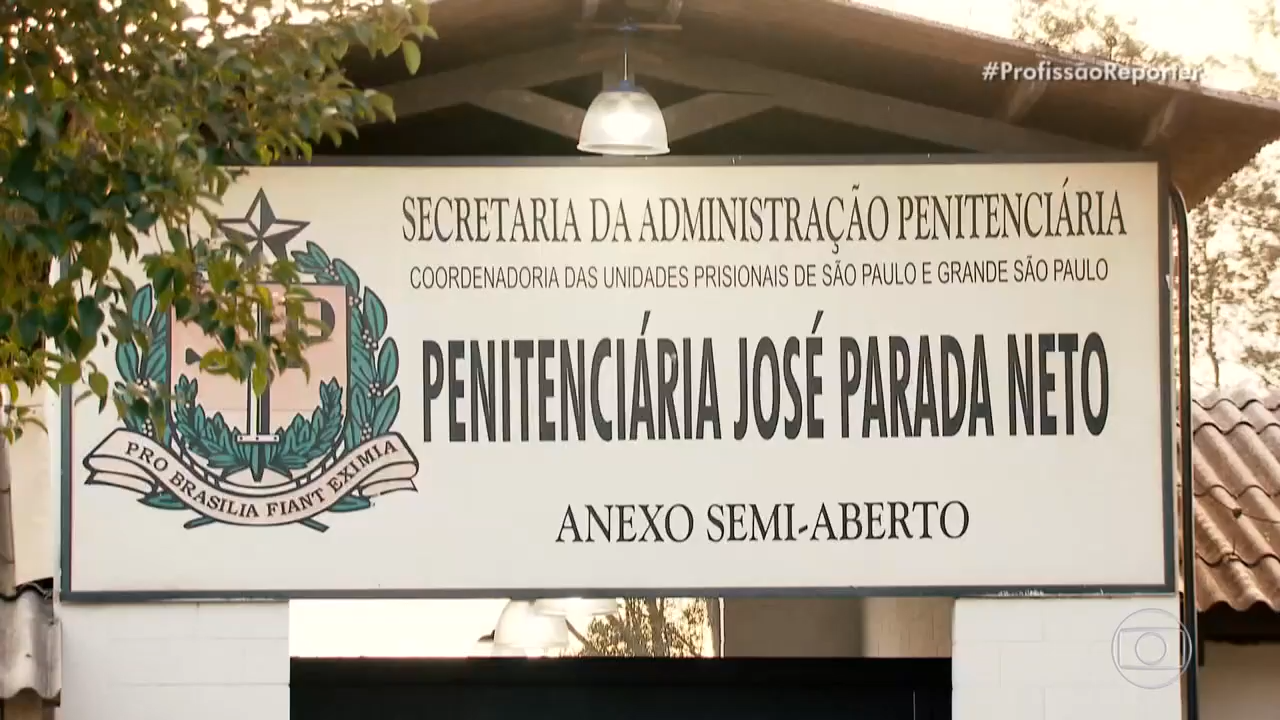 #ProfissãoRepórter
SECRETARIA DA ADMINISTRAÇÃO PENITENCIÁRIA
COORDENADORIA DAS UNIDADES PRISIONAIS DE SÃO PAULO E GRANDE SÃO PAULO
PENITENCIÁRIA JOSÉ PARADA NETO
ANEXO SEMI-ABERTO
SP
PRO BRASILIA FIANT EXIMIA